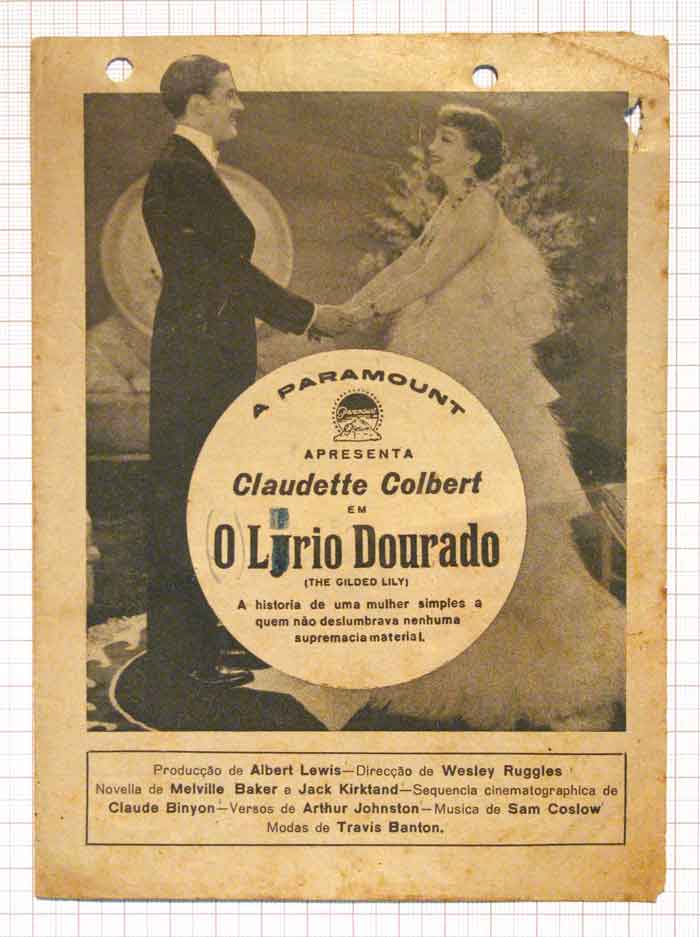 A PARAMOUNT
Paramount
APRESENTA
Claudette Colbert
EM
(O) Lirio Dourado
(THE GILDED LILY)
A historia de uma mulher simples a
quem não deslumbrava nenhuma
supremacia material.
Producção de Albert Lewis—Direcção de Wesley Ruggles
Novella de Melville Baker e Jack Kirktand—Sequencia cinematographica de
Claude Binyon—Versos de Arthur Johnston—Musica de Sam Coslow
Modas de Travis Banton.